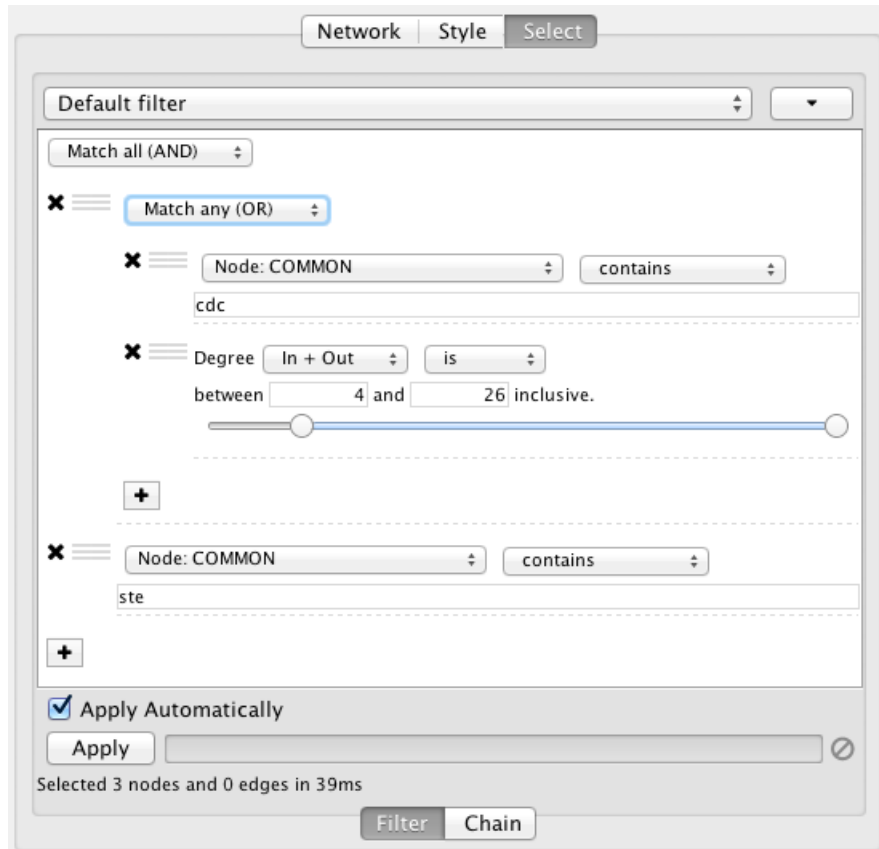 Network Style Select
Default filter
Match all (AND)
Match any (OR)
Node: COMMON contains
cdc
Degree In + Out is
between 4 and 26 inclusive.
Node: COMMON contains
ste
Apply Automatically
Apply
Selected 3 nodes and 0 edges in 39ms
Filter Chain